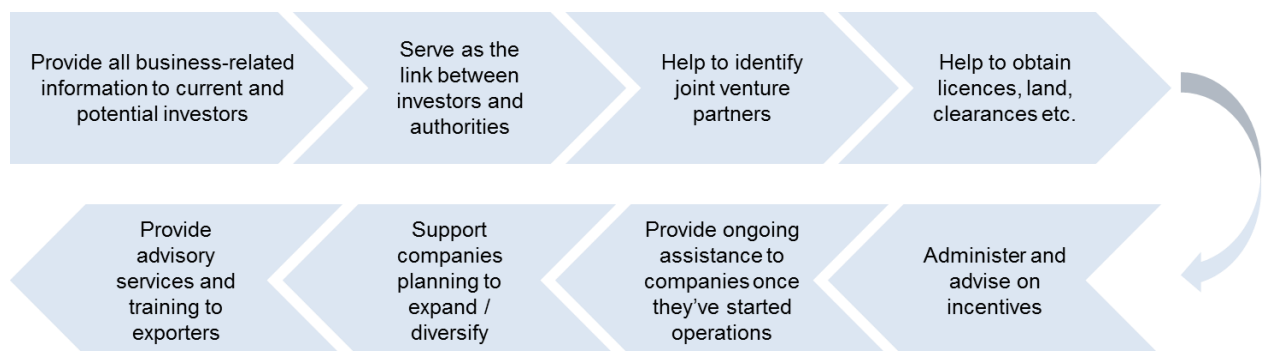 Provide all business-related
information to current and
potential investors
Serve as the
link between
investors and
authorities
Help to identify
joint venture
partners
Help to obtain
licences, land,
clearances etc.
Administer and
advise on
incentives
Provide ongoing
assistance to
companies once
they've started
operations
Support
companies
planning to
expand /
diversify
Provide
advisory
services and
training to
exporters